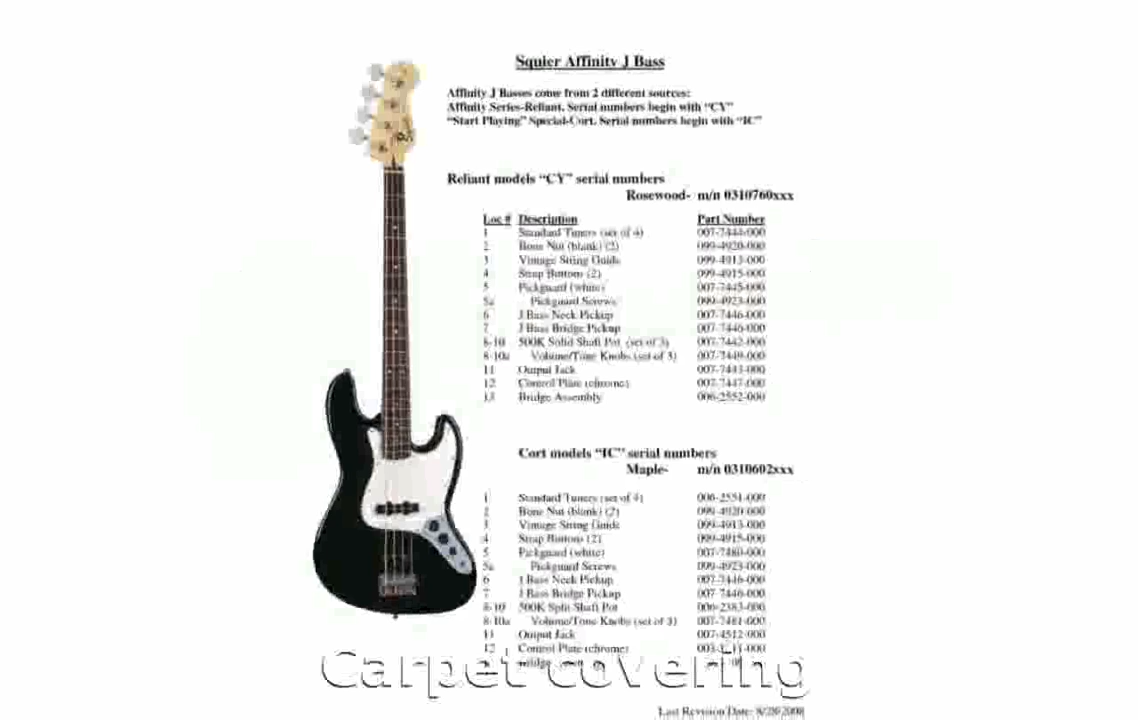 Squier Affinity J Bass
Affinity J Basses come from 2 different sources:
Affinity Series-Reliant. Serial numbers begin with “CY”
“Start Playing” Special-Cort. Serial numbers begin with “IC”
Reliant models “CY” serial numbers
Rosewood- m/n 0310760xxx
Loc # Description Part Number
1 Standard Tuners (set of 4) 007-7444-000
2 Bone Nut (blank) (2) 099-4920-000
3 Vintage String Guide 099-4913-000
4 Strap Buttons (2) 099-4915-000
5 Pickguard (white) 007-7445-000
5a Pickguard Screws 099-4923-000
6 J Bass Neck Pickup 007-7446-000
7 J Bass Bridge Pickup 007-7446-000
8-10 500K Solid Shaft Pot (set of 3) 007-7442-000
8-10a Volume/Tone Knobs (set of 3) 007-7449-000
11 Output Jack 007-7443-000
12 Control Plate (chrome) 007-7447-000
13 Bridge Assembly 006-2552-000
Cort models “IC” serial numbers
Maple- m/n 0310602xxx
1 Standard Tuners (set of 4) 006-2551-000
2 Bone Nut (blank) (2) 099-4920-000
3 Vintage String Guide 099-4913-000
4 Strap Buttons (2) 099-4915-000
5 Pickguard (white) 007-7480-000
5a Pickguard Screws 099-4923-000
6 J Bass Neck Pickup 007-7446-000
7 J Bass Bridge Pickup 007-7446-000
8-10 500K Split Shaft Pot 006-2383-000
8-10a Volume/Tone Knobs (set of 3) 007-7481-000
11 Output Jack 007-4512-000
12 Control Plate (chrome)
Bridge
Carpet covering
Last Revision Date: 8/28/2008